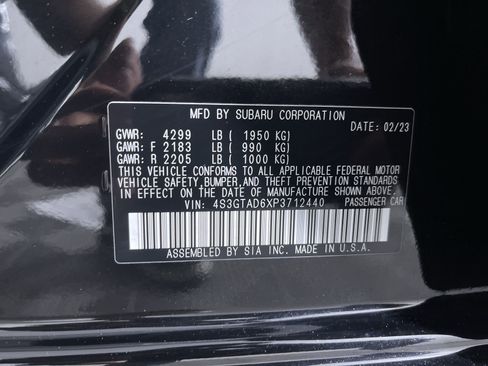 MFD BY SUBARU CORPORATION
DATE: 02/23
GVWR: 4299 LB ( 1950 KG)
GAWR: F 2183 LB ( 990 KG)
GAWR: R 2205 LB ( 1000 KG)
THIS VEHICLE CONFORMS TO ALL APPLICABLE FEDERAL MOTOR
VEHICLE SAFETY,BUMPER,AND THEFT PREVENTION STANDARDS
IN EFFECT ON THE DATE OF MANUFACTURE SHOWN ABOVE.
VIN: 4S3GTAD6XP3712440 PASSENGER CAR
ASSEMBLED BY SIA INC. MADE IN U.S.A.